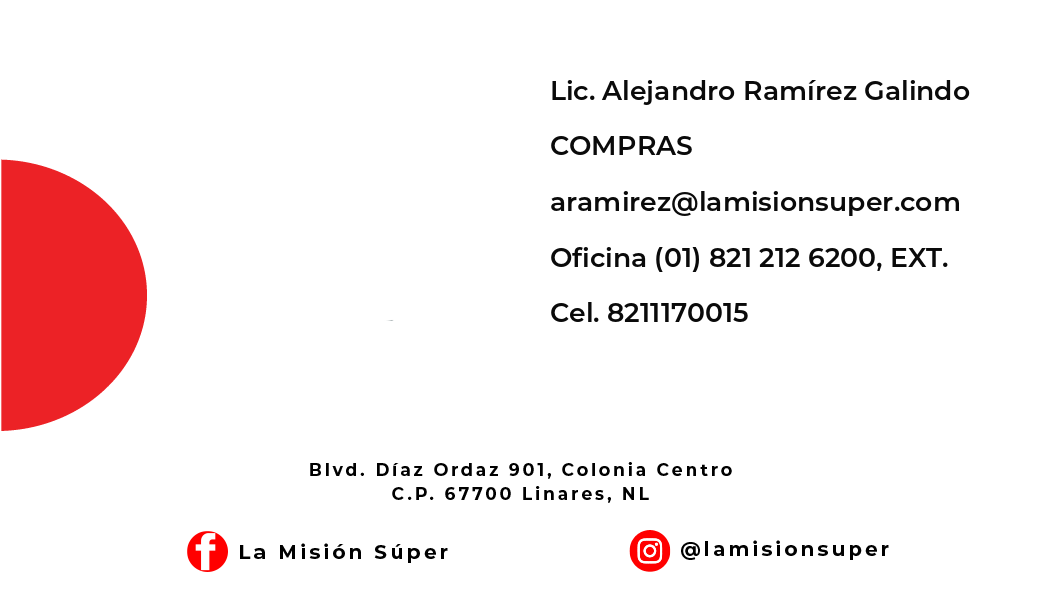 Lic. Alejandro Ramírez Galindo
COMPRAS
aramirez@lamisionsuper.com
Oficina (01) 821 212 6200, EXT.
Cel. 8211170015
Blvd. Díaz Ordaz 901, Colonia Centro
C.P. 67700 Linares, NL
La Misión Súper
@lamisionsuper